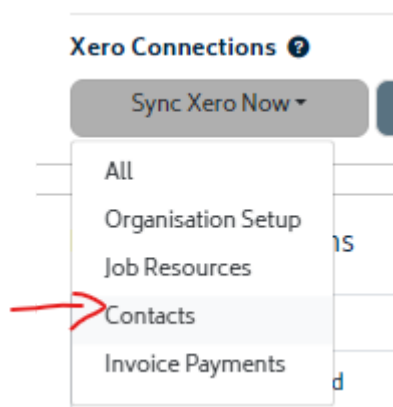 Xero Connections ?
Sync Xero Now
All
Organisation Setup
Job Resources
Contacts
Invoice Payments